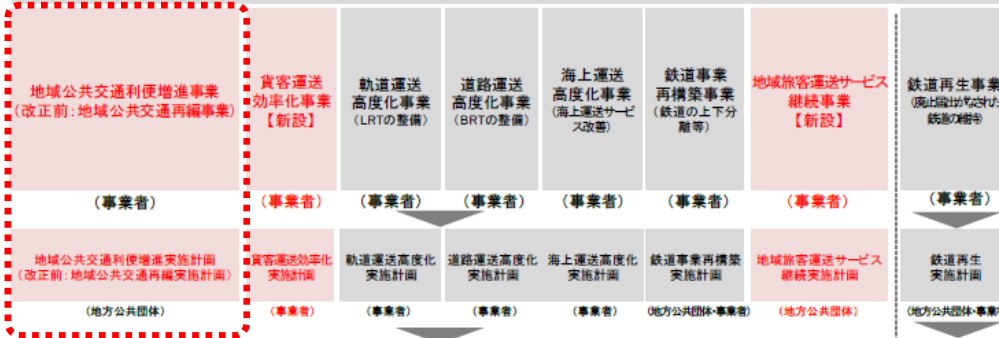 地域公共交通利便増進事業
(改正前:地域公共交通再編事業)
貨客運送
効率化事業
【新設】
軌道運送
高度化事業
(LRTの整備)
道路運送
高度化事業
(BRTの整備)
海上運送
高度化事業
(海上運送サービ
ス改善)
鉄道事業
再構築事業
(鉄道の上下分
離等)
地域旅客運送サービス
継続事業
【新設】
鉄道再生事業
(廃止届出がなされた
鉄道の維持)
(事業者)
(事業者)
(事業者)
(事業者)
(事業者)
(事業者)
(事業者)
(事業者)
地域公共交通利便増進実施計画
(改正前:地域公共交通再編実施計画)
貨客運送効率化
実施計画
軌道運送高度化
実施計画
道路運送高度化
実施計画
海上運送高度化
実施計画
鉄道事業再構築
実施計画
地域旅客運送サービス
継続実施計画
鉄道再生
実施計画
(地方公共団体)
(事業者)
(事業者)
(事業者)
(事業者)
(地方公共団体・事業者)
(地方公共団体)
(地方公共団体・事業者